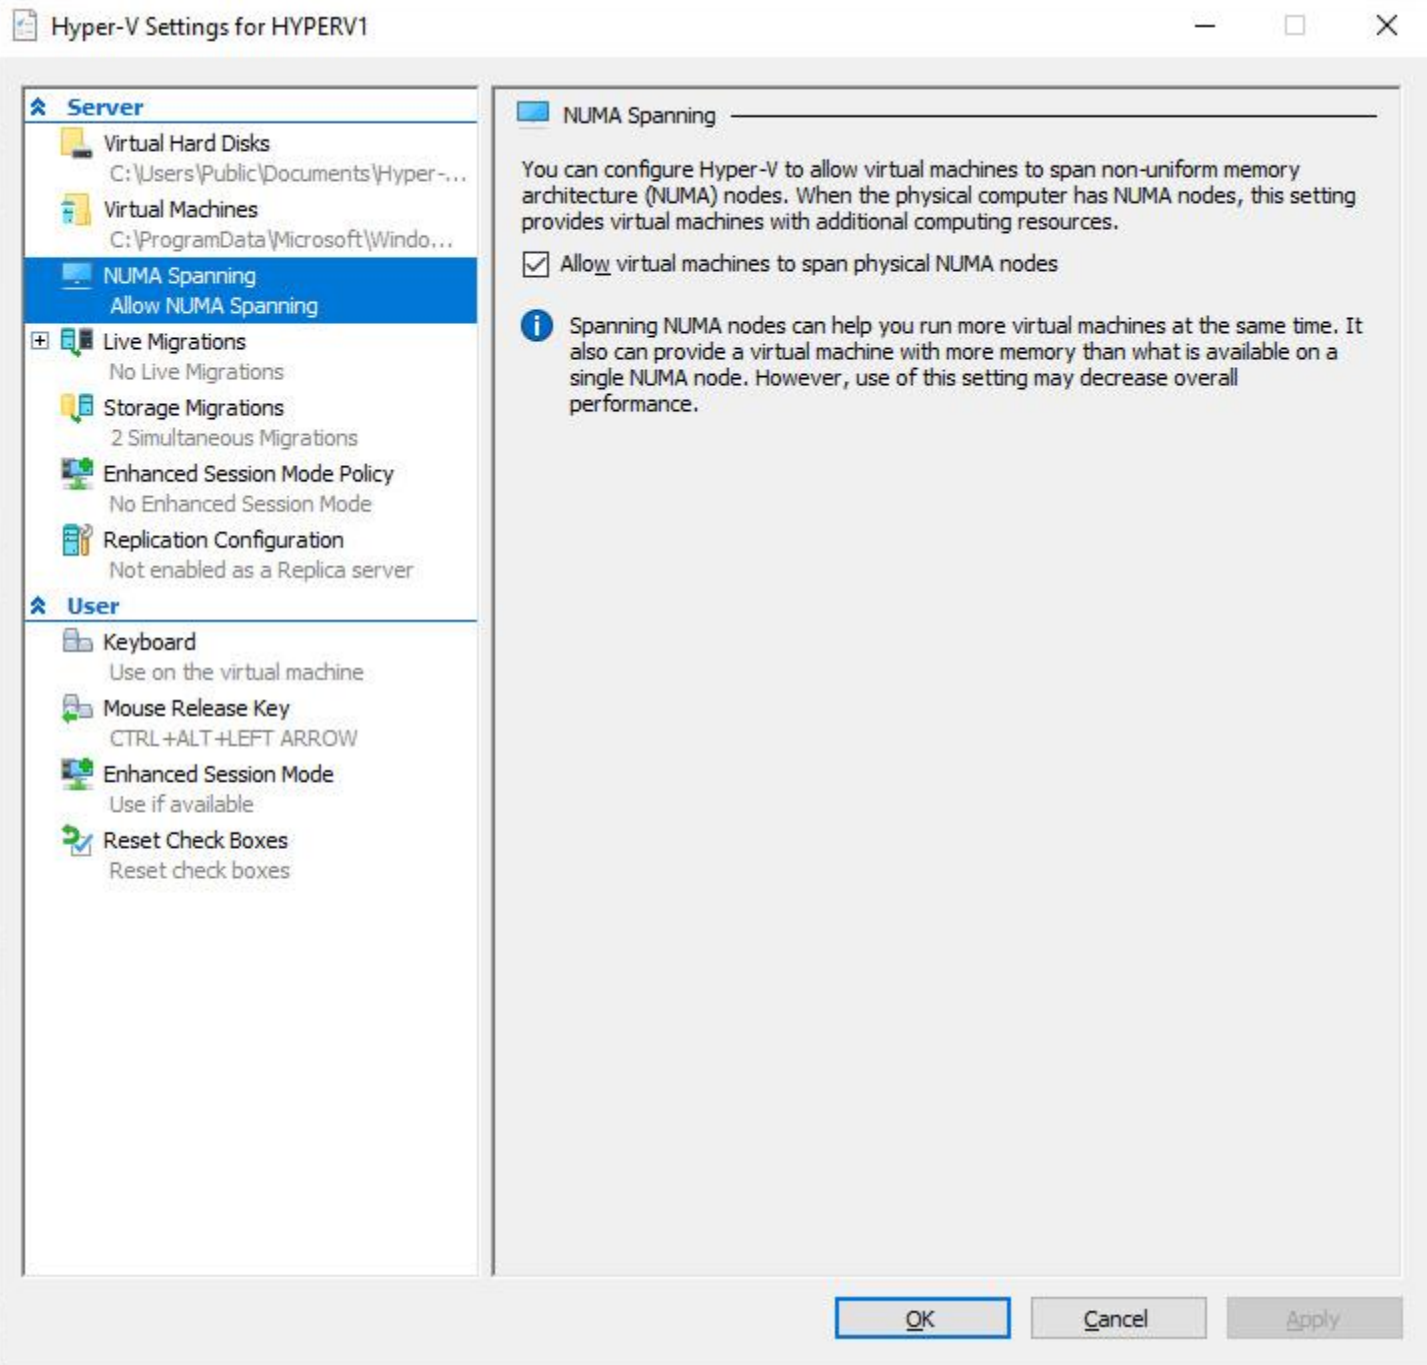 Hyper-V Settings for HYPERV1
Server
Virtual Hard Disks
C:\Users\Public\Documents\Hyper-...
Virtual Machines
C:\ProgramData\Microsoft\Windo...
NUMA Spanning
Allow NUMA Spanning
Live Migrations
No Live Migrations
Storage Migrations
2 Simultaneous Migrations
Enhanced Session Mode Policy
No Enhanced Session Mode
Replication Configuration
Not enabled as a Replica server
User
Keyboard
Use on the virtual machine
Mouse Release Key
CTRL+ALT+LEFT ARROW
Enhanced Session Mode
Use if available
Reset Check Boxes
Reset check boxes
NUMA Spanning
You can configure Hyper-V to allow virtual machines to span non-uniform memory
architecture (NUMA) nodes. When the physical computer has NUMA nodes, this setting
provides virtual machines with additional computing resources.
Allow virtual machines to span physical NUMA nodes
Spanning NUMA nodes can help you run more virtual machines at the same time. It
also can provide a virtual machine with more memory than what is available on a
single NUMA node. However, use of this setting may decrease overall
performance.
OK
Cancel
Apply